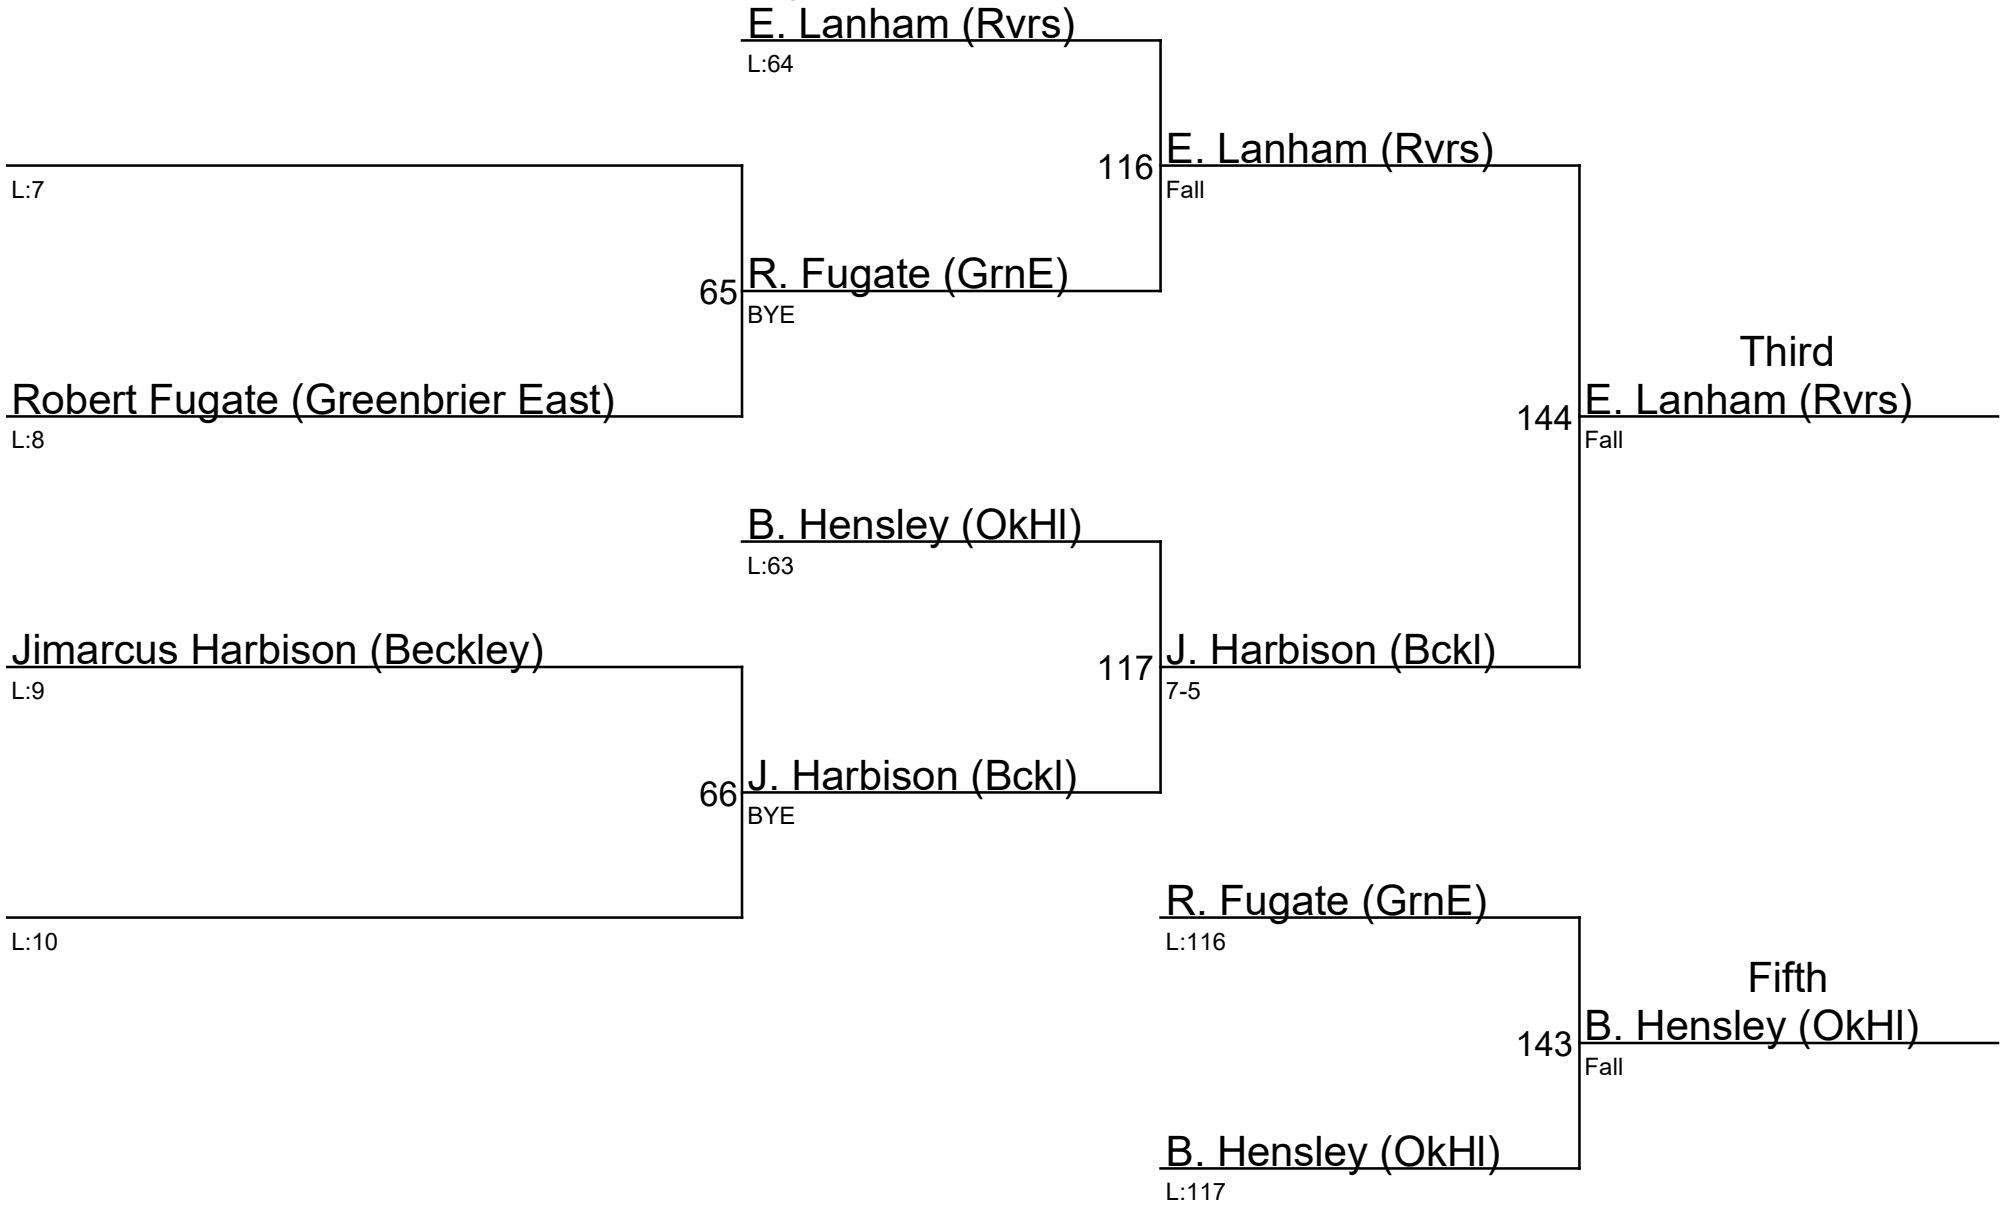 E. Lanham (Rvrs)
L:64
116
E. Lanham (Rvrs)
Fall
L:7
65
R. Fugate (GrnE)
BYE
Robert Fugate (Greenbrier East)
L:8
Third
144
E. Lanham (Rvrs)
Fall
B. Hensley (OkHl)
L:63
Jimarcus Harbison (Beckley)
L:9
117
J. Harbison (Bckl)
7-5
66
J. Harbison (Bckl)
BYE
L:10
R. Fugate (GrnE)
L:116
Fifth
143
B. Hensley (OkHl)
Fall
B. Hensley (OkHl)
L:117